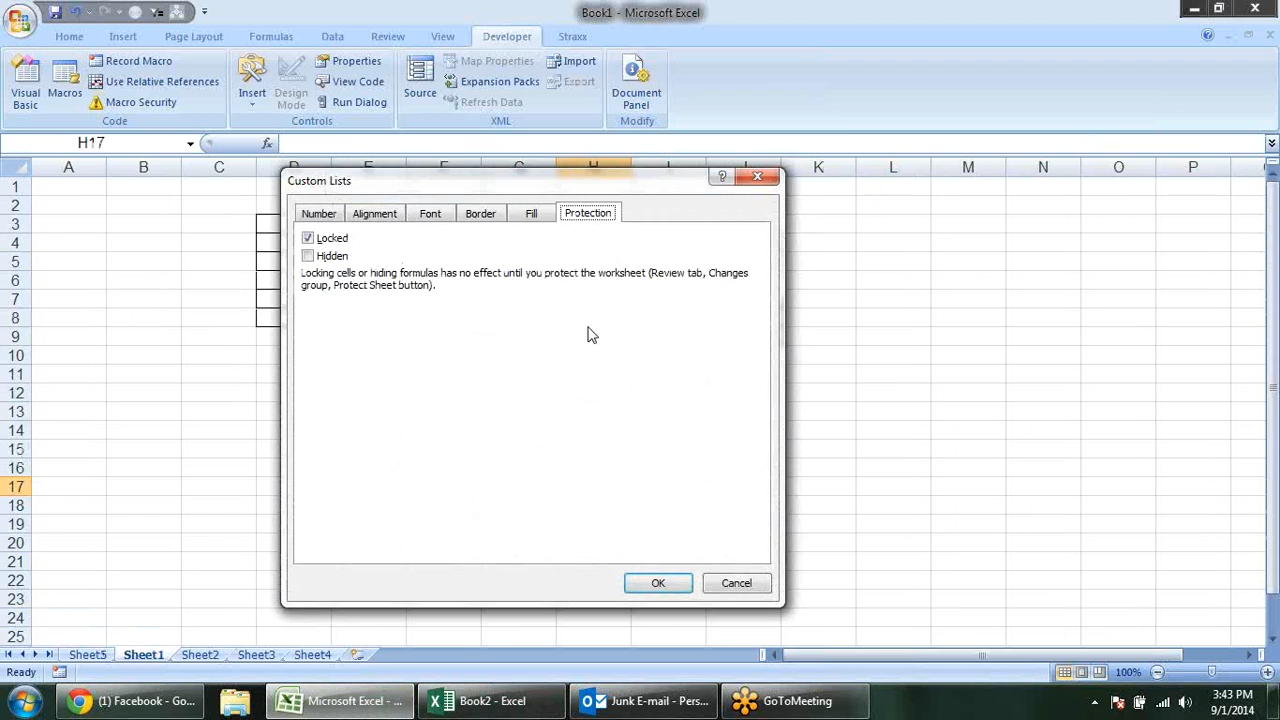 Book1 - Microsoft Excel
Home Insert Page Layout Formulas Data Review View Developer Straxx
Visual Basic
Macros
Record Macro
Use Relative References
Macro Security
Code
Insert
Design Mode
Properties
View Code
Run Dialog
Controls
Source
Map Properties
Expansion Packs
Refresh Data
Import
Export
XML
Document Panel
Modify
H17
fx
A B C D E F G H I J K L M N O P
Custom Lists
Number Alignment Font Border Fill Protection
Locked
Hidden
Locking cells or hiding formulas has no effect until you protect the worksheet (Review tab, Changes
group, Protect Sheet button).
OK Cancel
1
2
3
4
5
6
7
8
9
10
11
12
13
14
15
16
17
18
19
20
21
22
23
24
25
Sheet5 Sheet1 Sheet2 Sheet3 Sheet4
Ready
100%
(1) Facebook - Go...
Microsoft Excel - ...
Book2 - Excel
Junk E-mail - Pers...
GoToMeeting
3:43 PM
9/1/2014